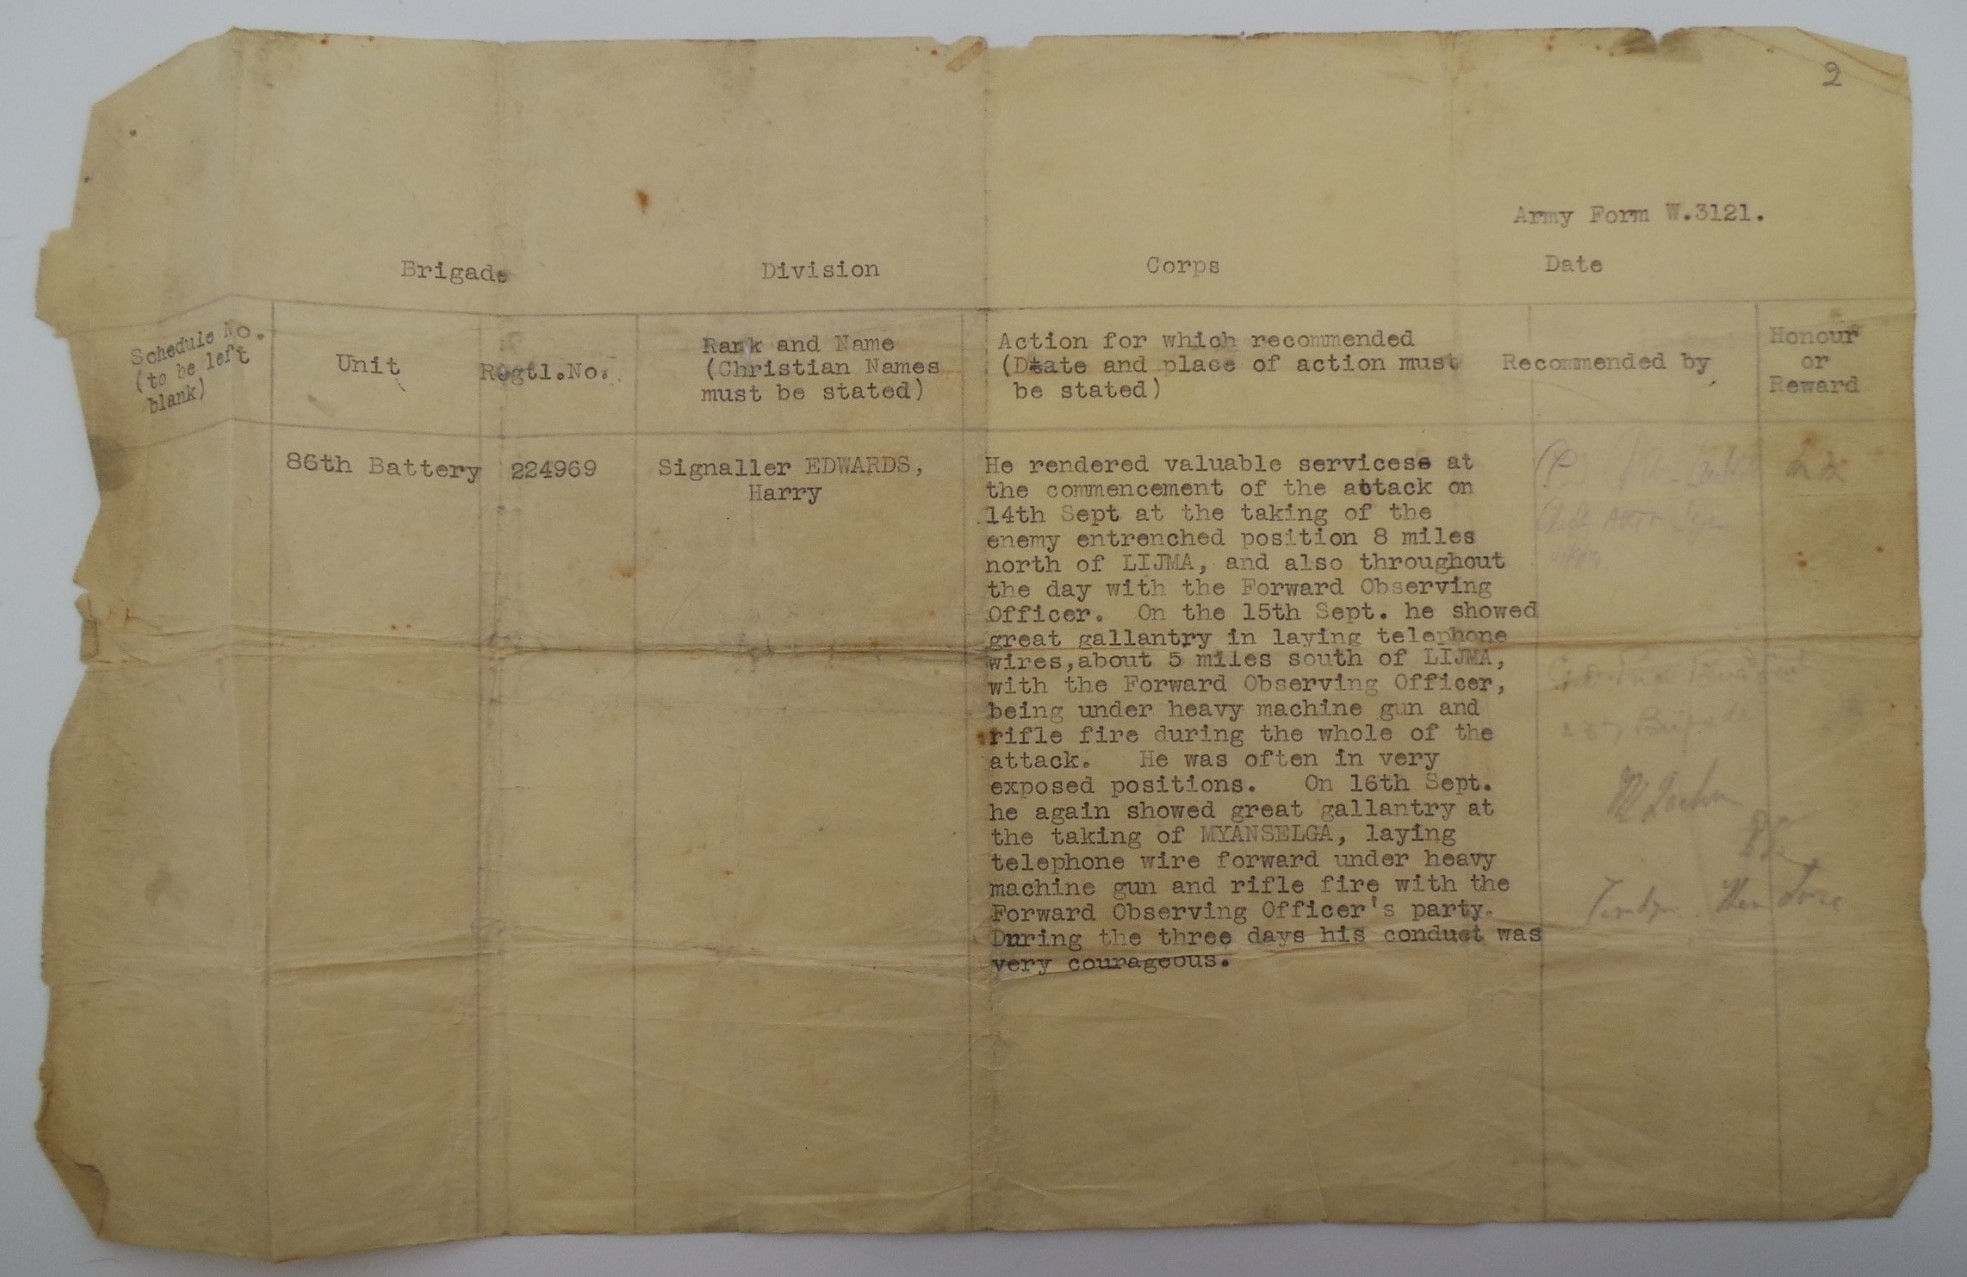 2
Army Form W.3121.
Brigade Division Corps Date
Schedule No.
(to be left
blank)
Unit
Regtl.No.
Rank and Name
(Christian Names
must be stated)
Action for which recommended
(Dtate and place of action must
be stated)
Recommended by
Honour
or
Reward
86th Battery
224969
Signaller EDWARDS,
Harry
He rendered valuable servicess at
the commencement of the attack on
14th Sept at the taking of the
enemy entrenched position 8 miles
north of LIJMA, and also throughout
the day with the Forward Observing
Officer. On the 15th Sept. he showed
great gallantry in laying telephone
wires,about 5 miles south of LIJMA,
with the Forward Observing Officer,
being under heavy machine gun and
rifle fire during the whole of the
attack. He was often in very
exposed positions. On 16th Sept.
he again showed great gallantry at
the taking of MYANSELGA, laying
telephone wire forward under heavy
machine gun and rifle fire with the
Forward Observing Officer's party.
During the three days his conduct was
very courageous.